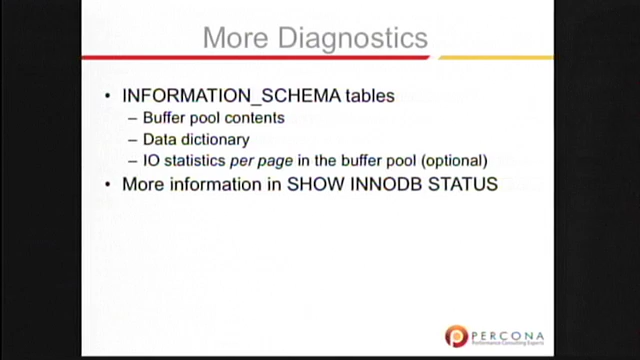 More Diagnostics
• INFORMATION_SCHEMA tables
– Buffer pool contents
– Data dictionary
– IO statistics per page in the buffer pool (optional)
• More information in SHOW INNODB STATUS
PERCONA
Performance Consulting Experts